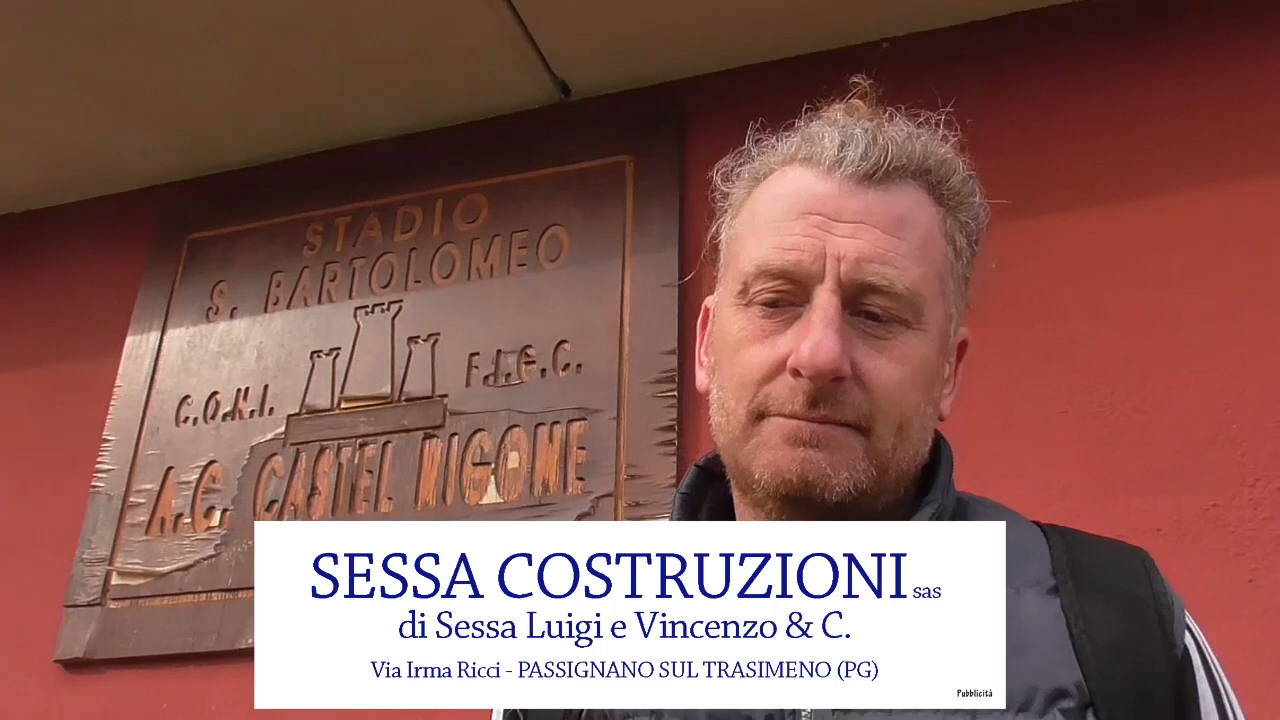 STADIO
S. BARTOLOMEO
C.O.N.I. F.I.G.C.
A.C. CASTEL RIGONE
SESSA COSTRUZIONI sas
di Sessa Luigi e Vincenzo & C.
Via Irma Ricci - PASSIGNANO SUL TRASIMENO (PG)
Pubblicità